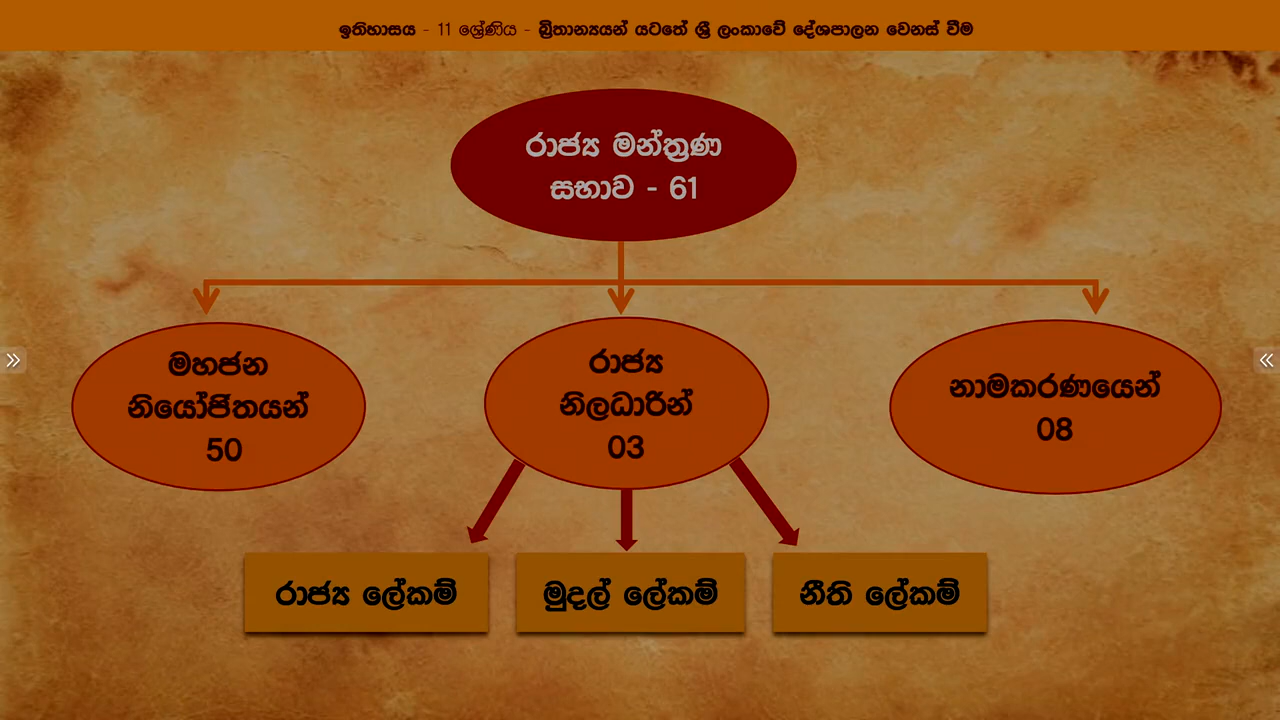 ඉතිහාසය - 11 ශ්‍රේණිය - බ්‍රිතාන්‍යයන් යටතේ ශ්‍රී ලංකාවේ දේශපාලන වෙනස් වීම
රාජ්‍ය මන්ත්‍රණ
සභාව - 61
මහජන
නියෝජිතයන්
50
රාජ්‍ය
නිලධාරින්
03
නාමකරණයෙන්
08
රාජ්‍ය ලේකම්
මුදල් ලේකම්
නීති ලේකම්